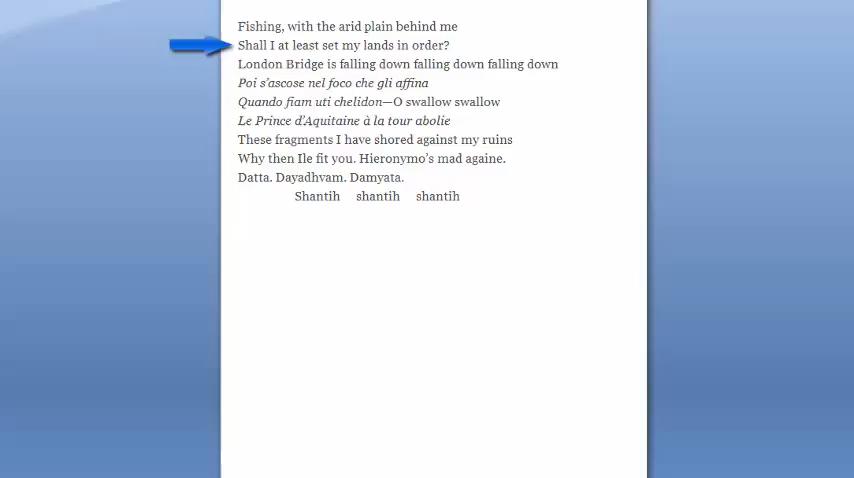 Fishing, with the arid plain behind me
Shall I at least set my lands in order?
London Bridge is falling down falling down falling down
Poi s’ascose nel foco che gli affina
Quando fiam uti chelidon—O swallow swallow
Le Prince d’Aquitaine à la tour abolie
These fragments I have shored against my ruins
Why then Ile fit you. Hieronymo’s mad againe.
Datta. Dayadhvam. Damyata.
Shantih shantih shantih